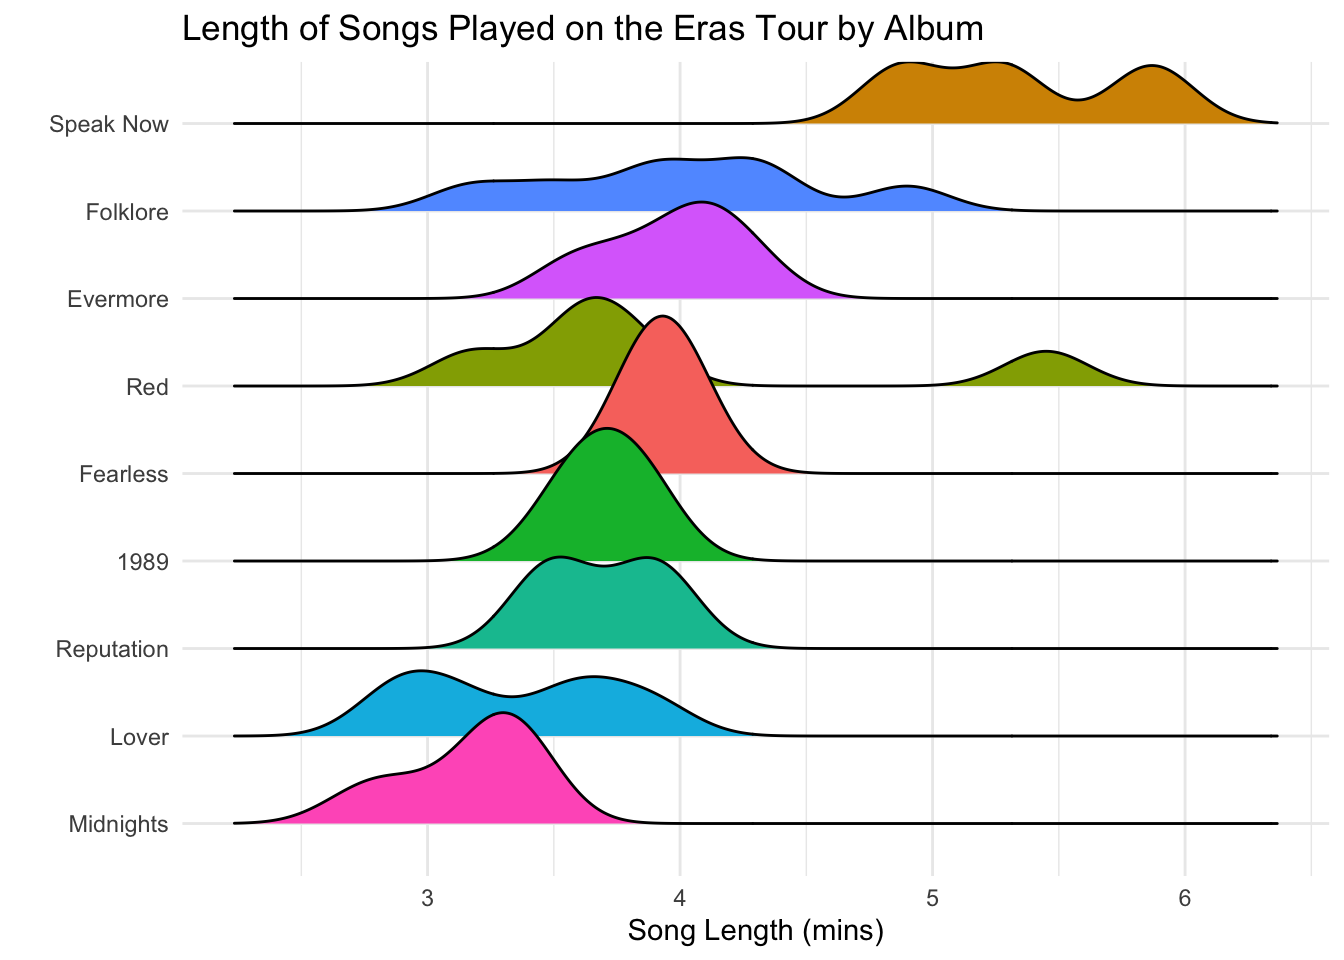 Length of Songs Played on the Eras Tour by Album
Speak Now
Folklore
Evermore
Red
Fearless
1989
Reputation
Lover
Midnights
3 4 5 6
Song Length (mins)